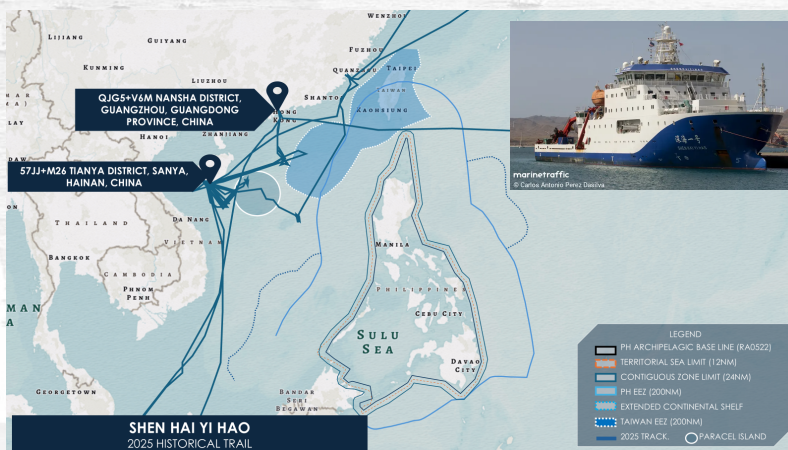 WENZHOU
LIJIANG
GUIYANG
FUZHOU
KUNMING
QUANZHOU
TAIPEI
LIUZHOU
TAIWAN
QJG5+V6M NANSHA DISTRICT,
GUANGZHOU, GUANGDONG
PROVINCE, CHINA
SHANTO
HONG
KONG
KAOHSIUNG
LAY
HANOI
ZHANJIANG
57JJ+M26 TIANYA DISTRICT, SANYA,
HAINAN, CHINA
DA NANG
THAILAND
VIETNAM
MANILA
BANGKOK
CAMBODIA
PHNOM
PENH
PHILIPPINES
MAN
A
CEBU CITY
SULU
SEA
DAVAO
CITY
GEORGETOWN
BANDAR
SERI
BEGAWAN
marinetraffic
© Carlos Antonio Perez Dasilva
LEGEND
PH ARCHIPELAGIC BASE LINE (RA0522)
TERRITORIAL SEA LIMIT (12NM)
CONTIGUOUS ZONE LIMIT (24NM)
PH EEZ (200NM)
EXTENDED CONTINENTAL SHELF
TAIWAN EEZ (200NM)
2025 TRACK.
PARACEL ISLAND
SHEN HAI YI HAO
2025 HISTORICAL TRAIL